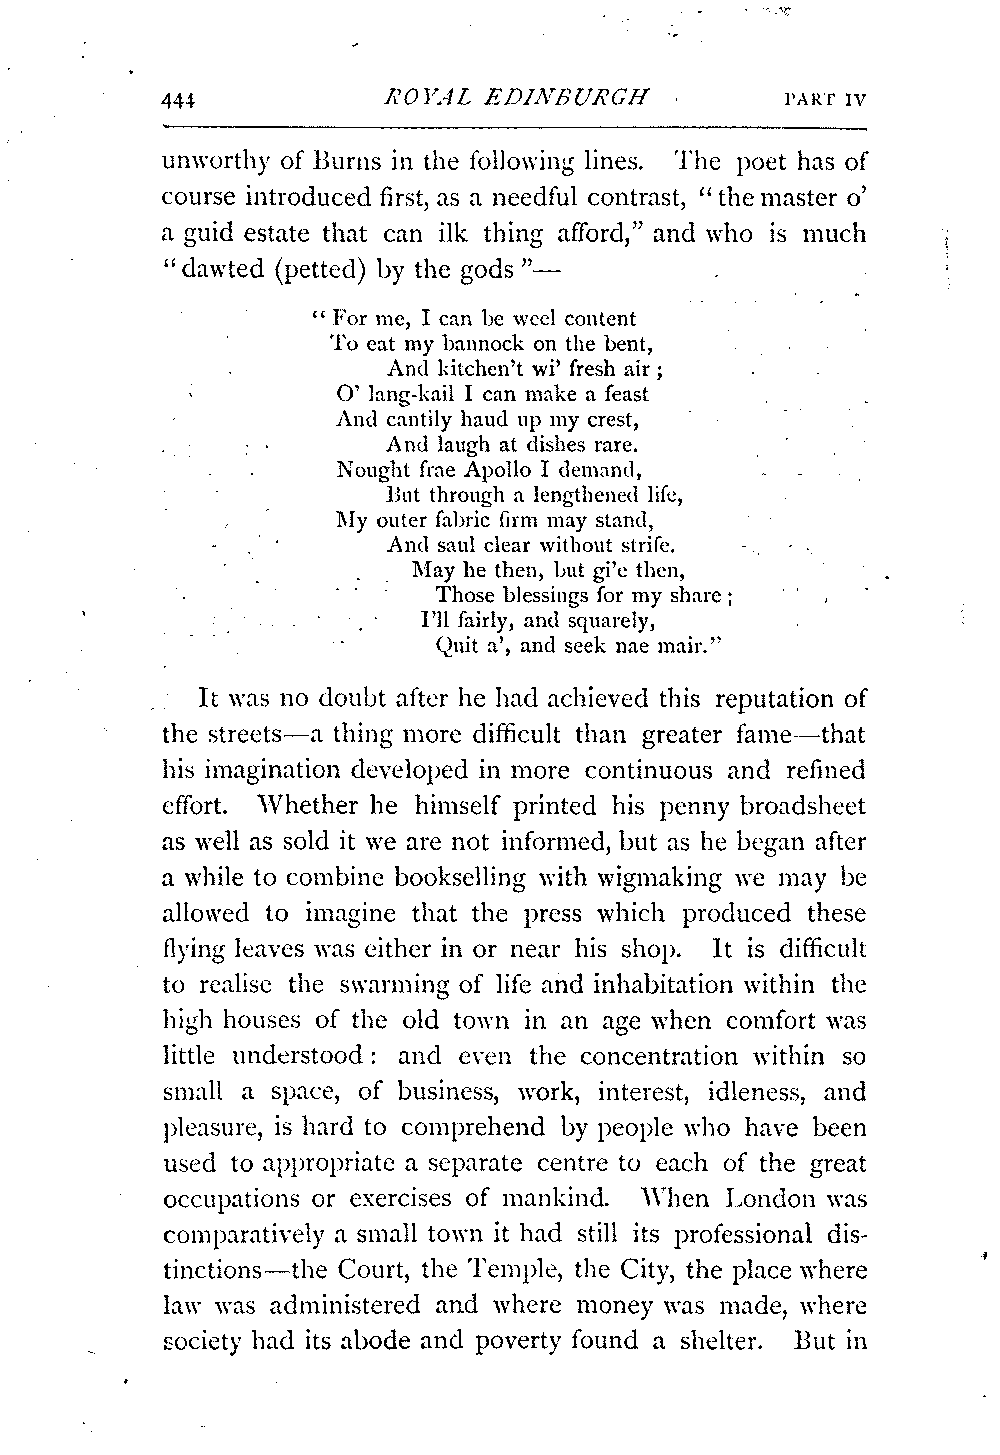 444 ROYAL EDINBURGH PART IV
unworthy of Burns in the following lines. The poet has of
course introduced first, as a needful contrast, "the master o'
a guid estate that can ilk thing afford," and who is much
"dawted (petted) by the gods"—
"For me, I can be weel content
To eat my bannock on the bent,
And kitchen't wi' fresh air;
O' lang-kail I can make a feast
And cantily haud up my crest,
And laugh at dishes rare.
Nought frae Apollo I demand,
But through a lengthened life,
My outer fabric firm may stand,
And saul clear without strife.
May he then, but gi'e then,
Those blessings for my share;
I'll fairly, and squarely,
Quit a', and seek nae mair."
It was no doubt after he had achieved this reputation of
the streets—a thing more difficult than greater fame—that
his imagination developed in more continuous and refined
effort. Whether he himself printed his penny broadsheet
as well as sold it we are not informed, but as he began after
a while to combine bookselling with wigmaking we may be
allowed to imagine that the press which produced these
flying leaves was either in or near his shop. It is difficult
to realise the swarming of life and inhabitation within the
high houses of the old town in an age when comfort was
little understood: and even the concentration within so
small a space, of business, work, interest, idleness, and
pleasure, is hard to comprehend by people who have been
used to appropriate a separate centre to each of the great
occupations or exercises of mankind. When London was
comparatively a small town it had still its professional dis-
tinctions—the Court, the Temple, the City, the place where
law was administered and where money was made, where
society had its abode and poverty found a shelter. But in